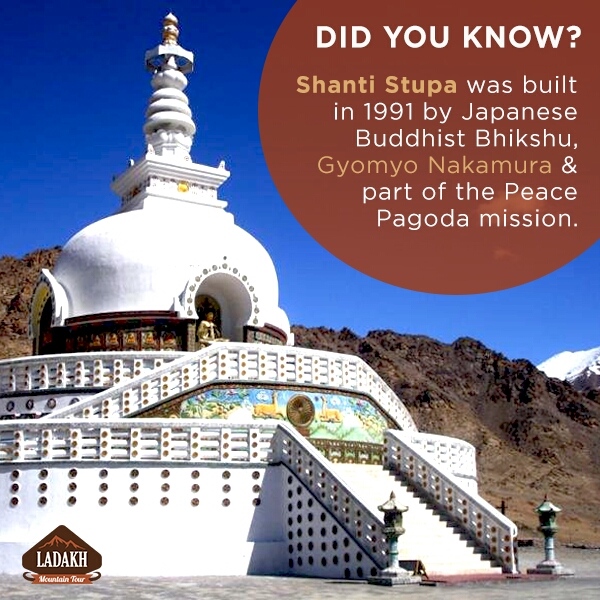 DID YOU KNOW?
Shanti Stupa was built
in 1991 by Japanese
Buddhist Bhikshu,
Gyomyo Nakamura &
part of the Peace
Pagoda mission.
LADAKH
Mountain Tour